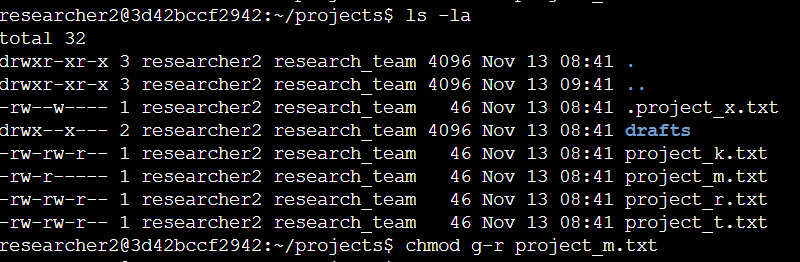 researcher2@3d42bccf2942:~/projects$ ls -la
total 32
drwxr-xr-x 3 researcher2 research_team 4096 Nov 13 08:41 .
drwxr-xr-x 3 researcher2 research_team 4096 Nov 13 09:41 ..
-rw--w---- 1 researcher2 research_team   46 Nov 13 08:41 .project_x.txt
drwx--x--- 2 researcher2 research_team 4096 Nov 13 08:41 drafts
-rw-rw-r-- 1 researcher2 research_team   46 Nov 13 08:41 project_k.txt
-rw-r----- 1 researcher2 research_team   46 Nov 13 08:41 project_m.txt
-rw-rw-r-- 1 researcher2 research_team   46 Nov 13 08:41 project_r.txt
-rw-rw-r-- 1 researcher2 research_team   46 Nov 13 08:41 project_t.txt
researcher2@3d42bccf2942:~/projects$ chmod g-r project_m.txt